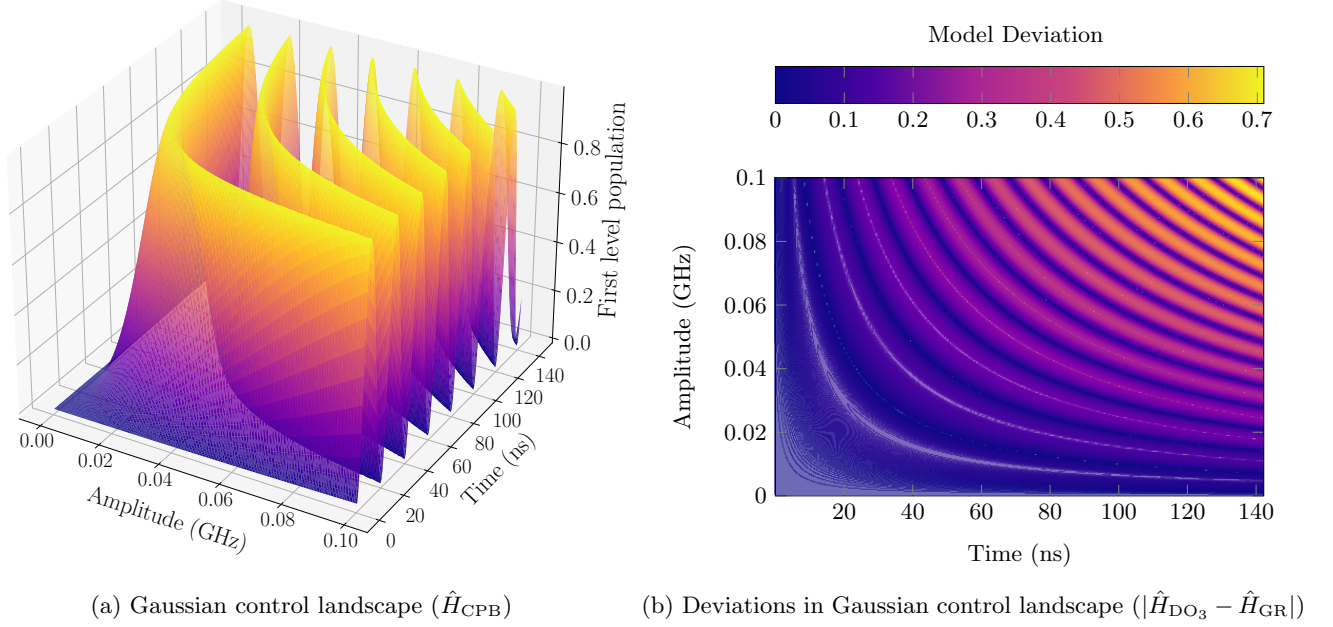 First level population
0.8
0.6
0.4
0.2
0.0
0.00
0.02
0.04
0.06
0.08
0.10
Amplitude (GHz)
0
20
40
60
80
100
120
140
Time (ns)
(a) Gaussian control landscape (Ĥ_CPB)
Model Deviation
0 0.1 0.2 0.3 0.4 0.5 0.6 0.7
0.1
0.08
0.06
0.04
0.02
0
Amplitude (GHz)
20 40 60 80 100 120 140
Time (ns)
(b) Deviations in Gaussian control landscape (|Ĥ_DO₃ − Ĥ_GR|)